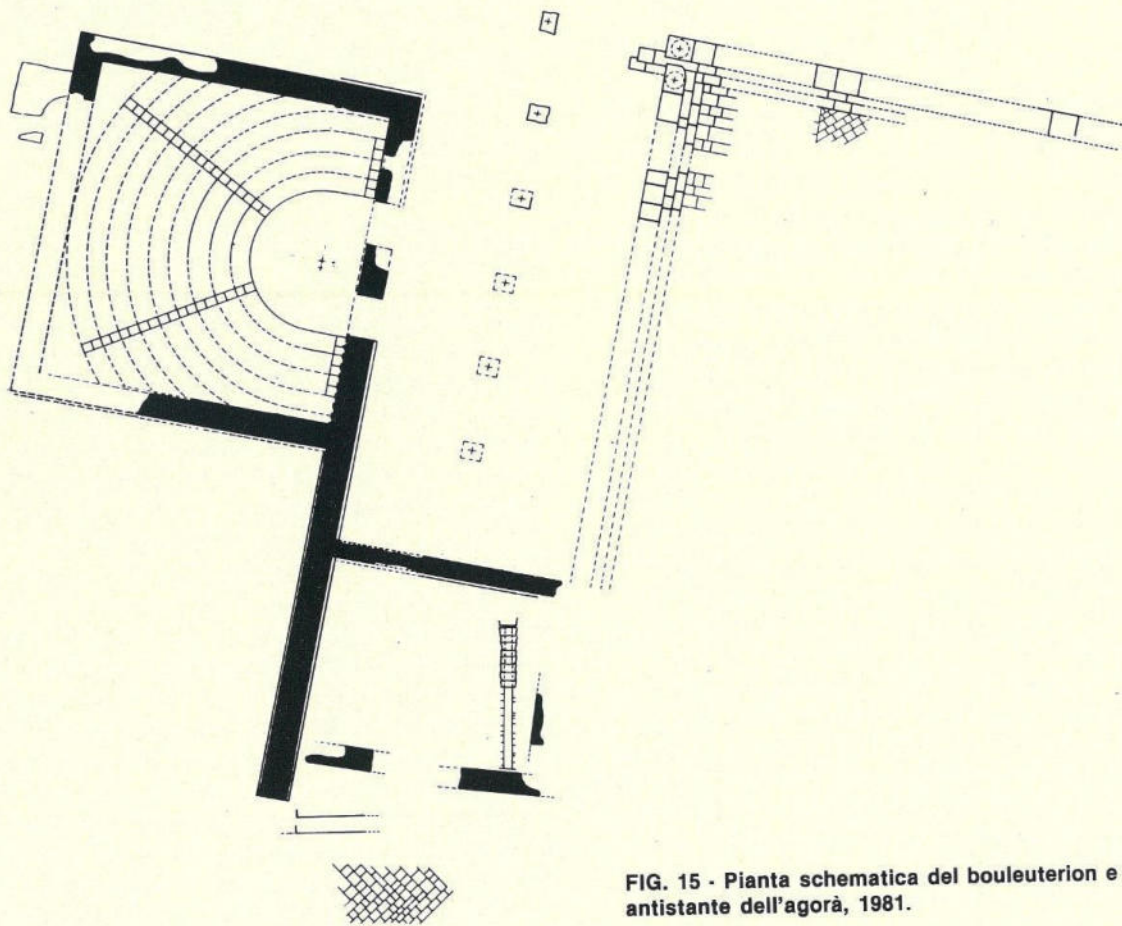 FIG. 15 - Pianta schematica del bouleuterion e
antistante dell'agorà, 1981.